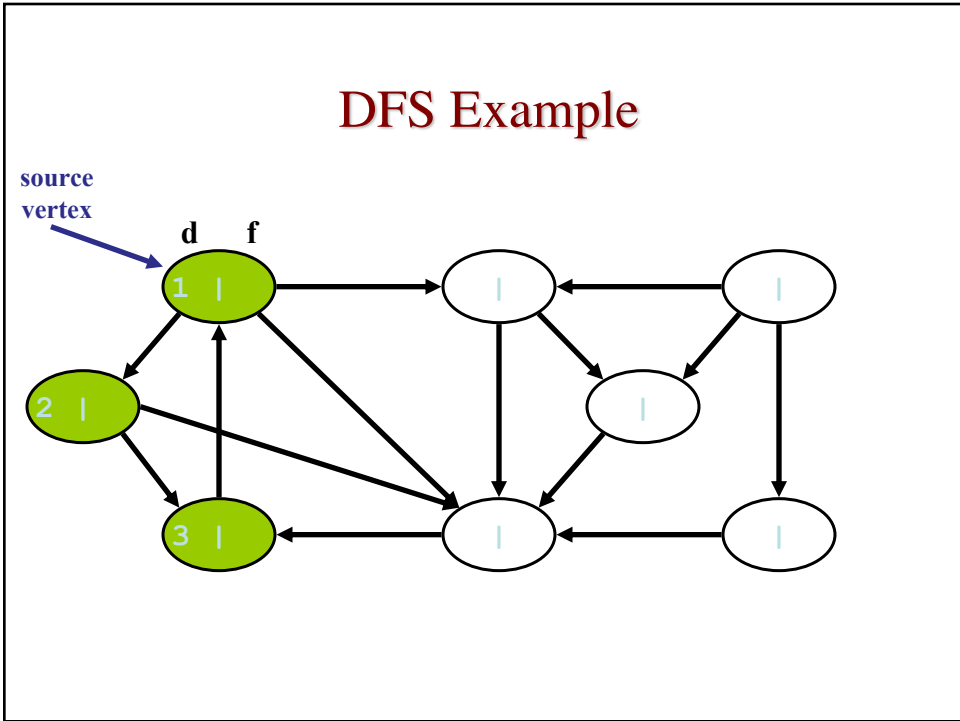 DFS Example
source
vertex
d f
1 | | |
2 | |
3 | | |